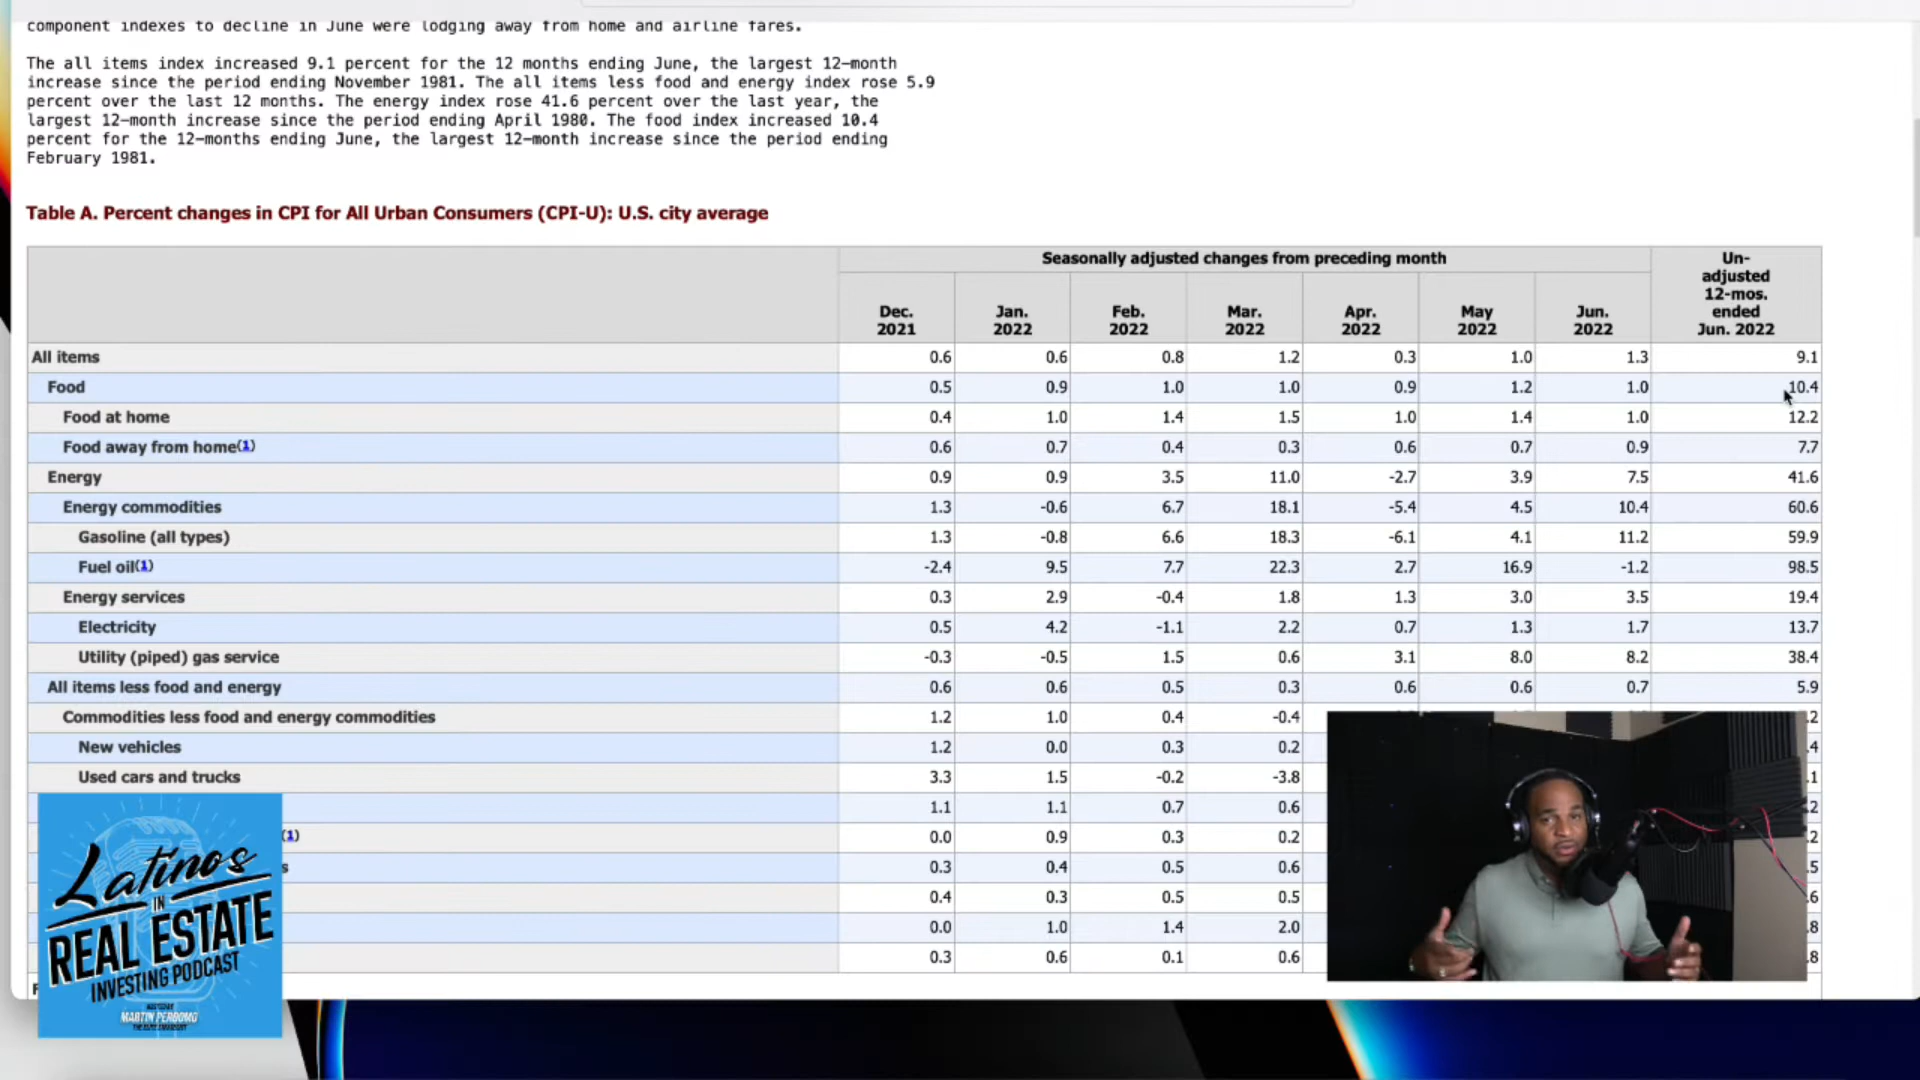 component indexes to decline in June were lodging away from home and airline fares.
The all items index increased 9.1 percent for the 12 months ending June, the largest 12-month
increase since the period ending November 1981. The all items less food and energy index rose 5.9
percent over the last 12 months. The energy index rose 41.6 percent over the last year, the
largest 12-month increase since the period ending April 1980. The food index increased 10.4
percent for the 12-months ending June, the largest 12-month increase since the period ending
February 1981.
Table A. Percent changes in CPI for All Urban Consumers (CPI-U): U.S. city average
Seasonally adjusted changes from preceding month
Un-
adjusted
12-mos.
ended
Jun. 2022
Dec. 2021 Jan. 2022 Feb. 2022 Mar. 2022 Apr. 2022 May 2022 Jun. 2022
All items 0.6 0.6 0.8 1.2 0.3 1.0 1.3 9.1
Food 0.5 0.9 1.0 1.0 0.9 1.2 1.0 10.4
Food at home 0.4 1.0 1.4 1.5 1.0 1.4 1.0 12.2
Food away from home(1) 0.6 0.7 0.4 0.3 0.6 0.7 0.9 7.7
Energy 0.9 0.9 3.5 11.0 -2.7 3.9 7.5 41.6
Energy commodities 1.3 -0.6 6.7 18.1 -5.4 4.5 10.4 60.6
Gasoline (all types) 1.3 -0.8 6.6 18.3 -6.1 4.1 11.2 59.9
Fuel oil(1) -2.4 9.5 7.7 22.3 2.7 16.9 -1.2 98.5
Energy services 0.3 2.9 -0.4 1.8 1.3 3.0 3.5 19.4
Electricity 0.5 4.2 -1.1 2.2 0.7 1.3 1.7 13.7
Utility (piped) gas service -0.3 -0.5 1.5 0.6 3.1 8.0 8.2 38.4
All items less food and energy 0.6 0.6 0.5 0.3 0.6 0.6 0.7 5.9
Commodities less food and energy commodities 1.2 1.0 0.4 -0.4 .2
New vehicles 1.2 0.0 0.3 0.2 .4
Used cars and trucks 3.3 1.5 -0.2 -3.8 .1
1.1 1.1 0.7 0.6 .2
(1) 0.0 0.9 0.3 0.2 .2
s 0.3 0.4 0.5 0.6 .5
0.4 0.3 0.5 0.5 .6
0.0 1.0 1.4 2.0 .8
0.3 0.6 0.1 0.6 .8
Latinos
IN
REAL ESTATE
INVESTING PODCAST
HOSTED BY
MARTIN PERDOMO